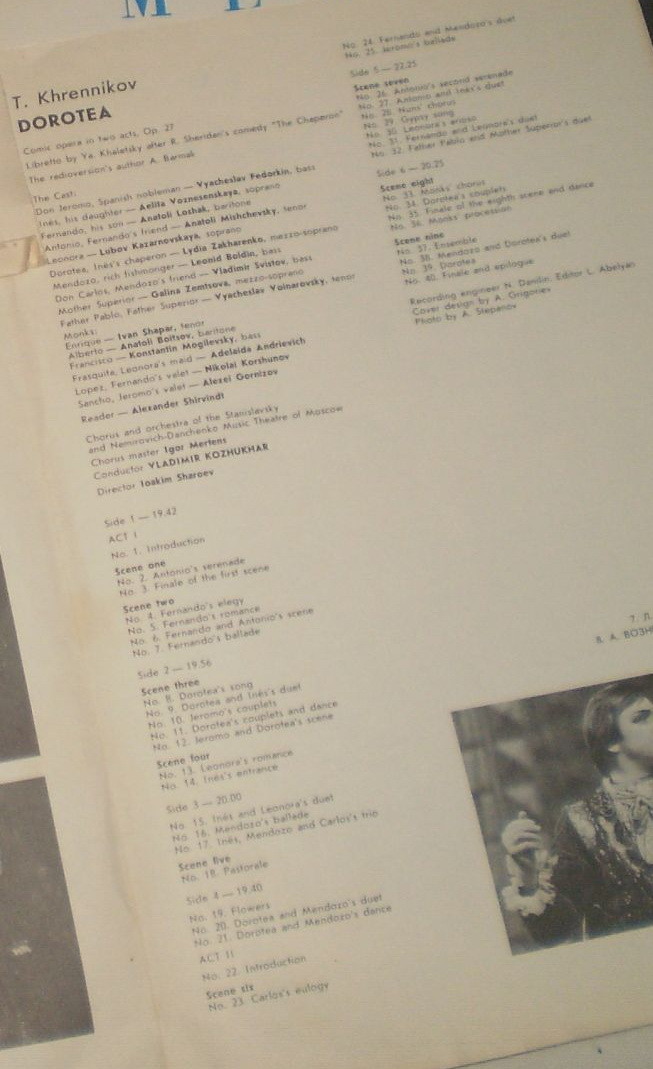 T. Khrennikov
DOROTEA
Comic opera in two acts, Op. 27
Libretto by Ya. Khaletsky after R. Sheridan's comedy "The Chaperon"
The radioversion's author A. Barmak
The Cast:
Don Jeromo, Spanish nobleman — Vyacheslav Fedorkin, bass
Inés, his daughter — Aelita Voznesenskaya, soprano
Fernando, his son — Anatoli Loshak, baritone
Antonio, Fernando's friend — Anatoli Mishchevsky, tenor
Leonora — Lubov Kazarnovskaya, soprano
Dorotea, Inés's chaperon — Lydia Zakharenko, mezzo-soprano
Mendozo, rich fishmonger — Leonid Boldin, bass
Don Carlos, Mendozo's friend — Vladimir Svistov, bass
Mother Superior — Galina Zemtsova, mezzo-soprano
Father Pablo, Father Superior — Vyacheslav Voinarovsky, tenor
Monks:
Enrique — Ivan Shapar, tenor
Alberto — Anatoli Boitsov, baritone
Francisco — Konstantin Mogilevsky, bass
Frasquita, Leonora's maid — Adelaida Andrievich
Lopez, Fernando's valet — Nikolai Korshunov
Sancho, Jeromo's valet — Alexei Gornizov
Reader — Alexander Shirvindt
Chorus and orchestra of the Stanislavsky
and Nemirovich-Danchenko Music Theatre of Moscow
Chorus master Igor Mertens
Conductor VLADIMIR KOZHUKHAR
Director Ioakim Sharoev
Side 1 — 19.42
ACT I
No. 1. Introduction
Scene one
No. 2. Antonio's serenade
No. 3. Finale of the first scene
Scene two
No. 4. Fernando's elegy
No. 5. Fernando's romance
No. 6. Fernando and Antonio's scene
No. 7. Fernando's ballade
Side 2 — 19.56
Scene three
No. 8. Dorotea's song
No. 9. Dorotea and Inés's duet
No. 10. Jeromo's couplets
No. 11. Dorotea's couplets and dance
No. 12. Jeromo and Dorotea's scene
Scene four
No. 13. Leonora's romance
No. 14. Inés's entrance
Side 3 — 20.00
No. 15. Inés and Leonora's duet
No. 16. Mendozo's ballade
No. 17. Inés, Mendozo and Carlos's trio
Scene five
No. 18. Pastorale
Side 4 — 19.40
No. 19. Flowers
No. 20. Dorotea and Mendozo's duet
No. 21. Dorotea and Mendozo's dance
ACT II
No. 22. Introduction
Scene six
No. 23. Carlos's eulogy
No. 24. Fernando and Mendozo's duet
No. 25. Jeromo's ballade
Side 5 — 22.25
Scene seven
No. 26. Antonio's second serenade
No. 27. Antonio and Inés's duet
No. 28. Nuns' chorus
No. 29. Gypsy song
No. 30. Leonora's arioso
No. 31. Fernando and Leonora's duet
No. 32. Father Pablo and Mother Superior's duet
Side 6 — 20.25
Scene eight
No. 33. Monks' chorus
No. 34. Dorotea's couplets
No. 35. Finale of the eighth scene and dance
No. 36. Monks' procession
Scene nine
No. 37. Ensemble
No. 38. Mendozo and Dorotea's duet
No. 39. Dorotea
No. 40. Finale and epilogue
Recording engineer N. Danilin. Editor L. Abelyan
Cover design by A. Grigoriev
Photo by A. Stepanov